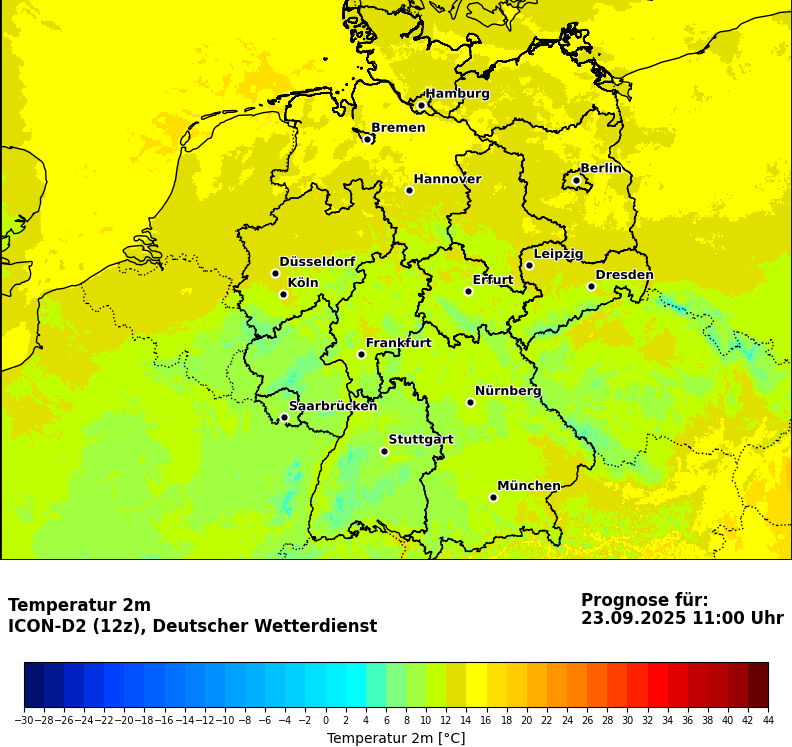 Hamburg
Bremen
Berlin
Hannover
Leipzig
Düsseldorf
Dresden
Köln
Erfurt
Frankfurt
Nürnberg
Saarbrücken
Stuttgart
München
Temperatur 2m
ICON-D2 (12z), Deutscher Wetterdienst
Prognose für:
23.09.2025 11:00 Uhr
−30 −28 −26 −24 −22 −20 −18 −16 −14 −12 −10 −8 −6 −4 −2 0 2 4 6 8 10 12 14 16 18 20 22 24 26 28 30 32 34 36 38 40 42 44
Temperatur 2m [°C]